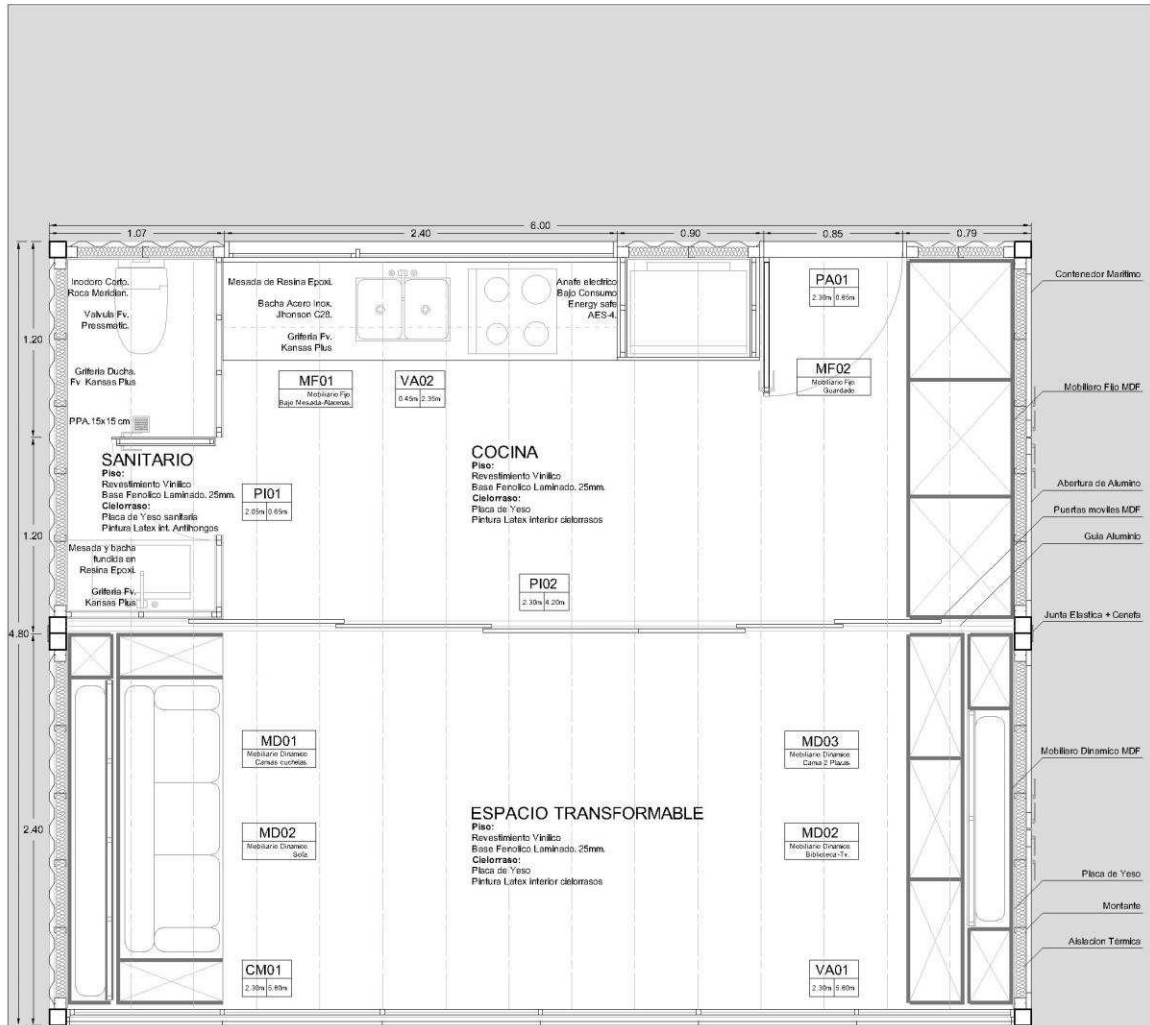 6.00
1.07
2.40
0.90
0.85
0.79
Inodoro Corto.
Roca Meridian.
Valvula Fv.
Pressmatic.
Griferia Ducha.
Fv Kansas Plus
PPA.15x15 cm
Mesada de Resina Epoxi.
Bacha Acero Inox.
Jhonson C28.
Griferia Fv.
Kansas Plus
Anafe electrico
Bajo Consumo
Energy safe
AES-4.
PA01
2.30m 0.85m
MF01
Mobiliario Fijo
Bajo Mesada-Alacenas
VA02
0.45m 2.35m
MF02
Mobiliario Fijo
Guardado
SANITARIO
Piso:
Revestimiento Vinilico
Base Fenolico Laminado. 25mm.
Cielorraso:
Placa de Yeso sanitaria
Pintura Latex int. Antihongos
PI01
2.05m 0.65m
COCINA
Piso:
Revestimiento Vinilico
Base Fenolico Laminado. 25mm.
Cielorraso:
Placa de Yeso
Pintura Latex interior cielorrasos
Mesada y bacha
fundida en
Resina Epoxi.
Griferia Fv.
Kansas Plus
PI02
2.30m 4.20m
1.20
1.20
4.80
2.40
MD01
Mobiliario Dinamico
Camas cuchetas
MD02
Mobiliario Dinamico
Sofa
CM01
2.30m 5.80m
ESPACIO TRANSFORMABLE
Piso:
Revestimiento Vinilico
Base Fenolico Laminado. 25mm.
Cielorraso:
Placa de Yeso
Pintura Latex interior cielorrasos
MD03
Mobiliario Dinamico
Cama 2 Plazas
MD02
Mobiliario Dinamico
Biblioteca-Tv.
VA01
2.30m 5.80m
Contenedor Maritimo
Mobiliaro Fijo MDF
Abertura de Alumino
Puertas moviles MDF
Guia Aluminio
Junta Elastica + Cenefa
Mobiliaro Dinamico MDF
Placa de Yeso
Montante
Aislacion Termica